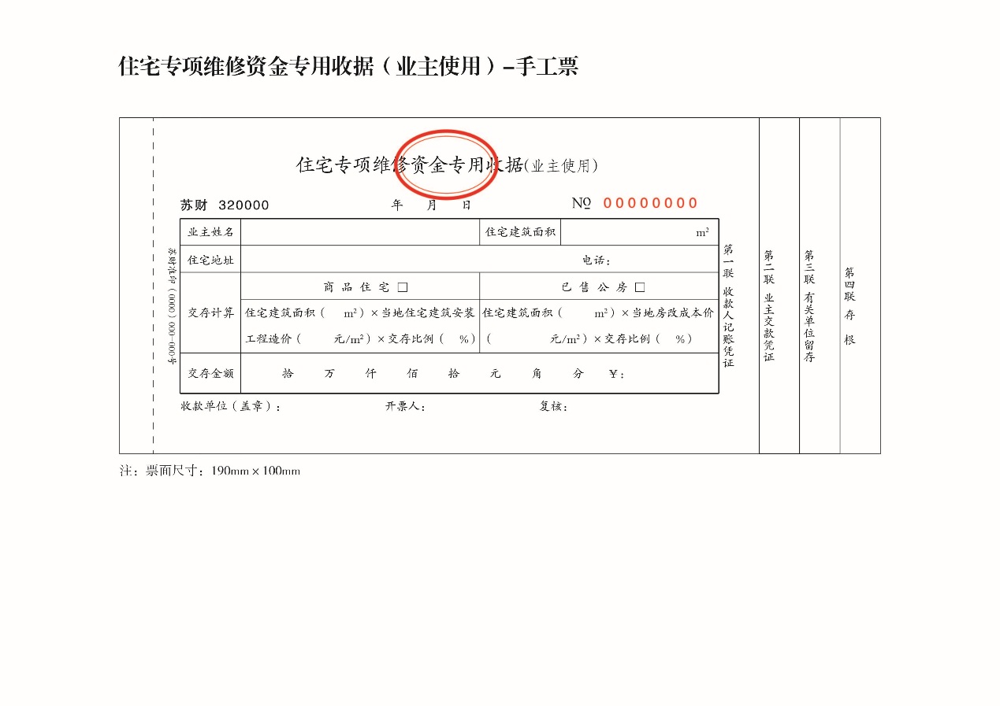 住宅专项维修资金专用收据（业主使用）-手工票
住宅专项维修资金专用收据(业主使用)
苏财 320000 年 月 日 № 00000000
业主姓名 住宅建筑面积 m²
住宅地址 电话：
交存计算 商品住宅 □ 已售公房 □
住宅建筑面积（ m²）×当地住宅建筑安装
工程造价（ 元/m²）×交存比例（ %）
住宅建筑面积（ m²）×当地房改成本价
（ 元/m²）×交存比例（ %）
交存金额 拾 万 仟 佰 拾 元 角 分 ¥：
收款单位（盖章）： 开票人： 复核：
苏财准印（0000）000-000号
第一联 收款人记账凭证
第二联 业主交款凭证
第三联 有关单位留存
第四联 存根
注：票面尺寸：190mm×100mm